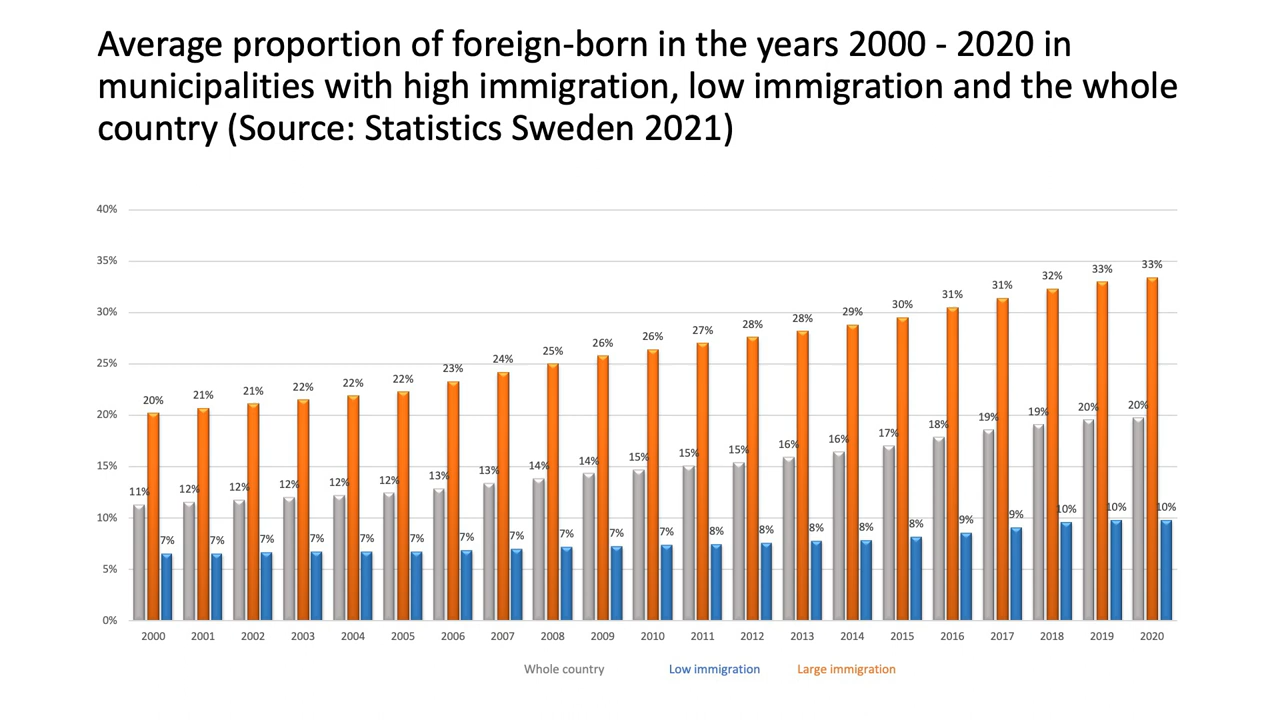 Average proportion of foreign-born in the years 2000 - 2020 in
municipalities with high immigration, low immigration and the whole
country (Source: Statistics Sweden 2021)
40%
35%
30%
25%
20%
15%
10%
5%
0%
11% 20% 7%
12% 21% 7%
12% 21% 7%
12% 22% 7%
12% 22% 7%
12% 22% 7%
13% 23% 7%
13% 24% 7%
14% 25% 7%
14% 26% 7%
15% 26% 7%
15% 27% 8%
15% 28% 8%
16% 28% 8%
16% 29% 8%
17% 30% 8%
18% 31% 9%
19% 31% 9%
19% 32% 10%
20% 33% 10%
20% 33% 10%
2000 2001 2002 2003 2004 2005 2006 2007 2008 2009 2010 2011 2012 2013 2014 2015 2016 2017 2018 2019 2020
Whole country Low immigration Large immigration